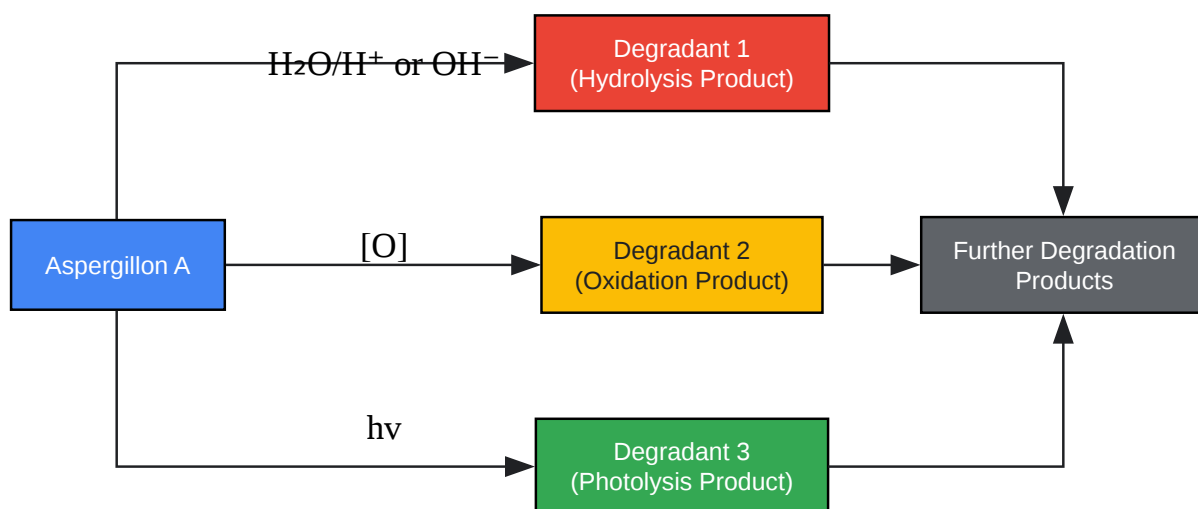 H₂O/H⁺ or OH⁻
Degradant 1
(Hydrolysis Product)
Aspergillon A
[O]
Degradant 2
(Oxidation Product)
Further Degradation
Products
hv
Degradant 3
(Photolysis Product)